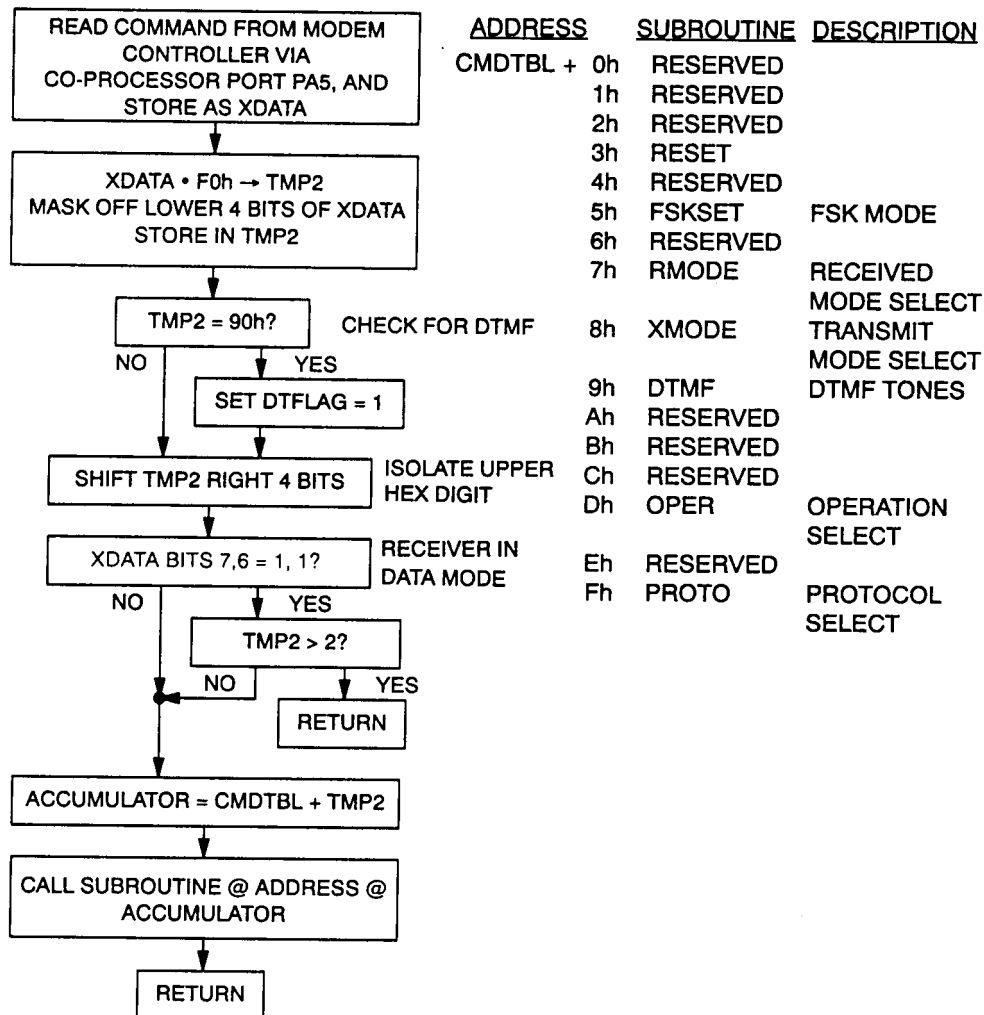 READ COMMAND FROM MODEM
CONTROLLER VIA
CO-PROCESSOR PORT PA5, AND
STORE AS XDATA
XDATA • F0h → TMP2
MASK OFF LOWER 4 BITS OF XDATA
STORE IN TMP2
TMP2 = 90h?
CHECK FOR DTMF
NO
YES
SET DTFLAG = 1
SHIFT TMP2 RIGHT 4 BITS
ISOLATE UPPER
HEX DIGIT
XDATA BITS 7,6 = 1, 1?
RECEIVER IN
DATA MODE
NO
YES
TMP2 > 2?
NO
YES
RETURN
ACCUMULATOR = CMDTBL + TMP2
CALL SUBROUTINE @ ADDRESS @
ACCUMULATOR
RETURN
ADDRESS SUBROUTINE DESCRIPTION
CMDTBL + 0h RESERVED
1h RESERVED
2h RESERVED
3h RESET
4h RESERVED
5h FSKSET FSK MODE
6h RESERVED
7h RMODE RECEIVED
MODE SELECT
8h XMODE TRANSMIT
MODE SELECT
9h DTMF DTMF TONES
Ah RESERVED
Bh RESERVED
Ch RESERVED
Dh OPER OPERATION
SELECT
Eh RESERVED
Fh PROTO PROTOCOL
SELECT